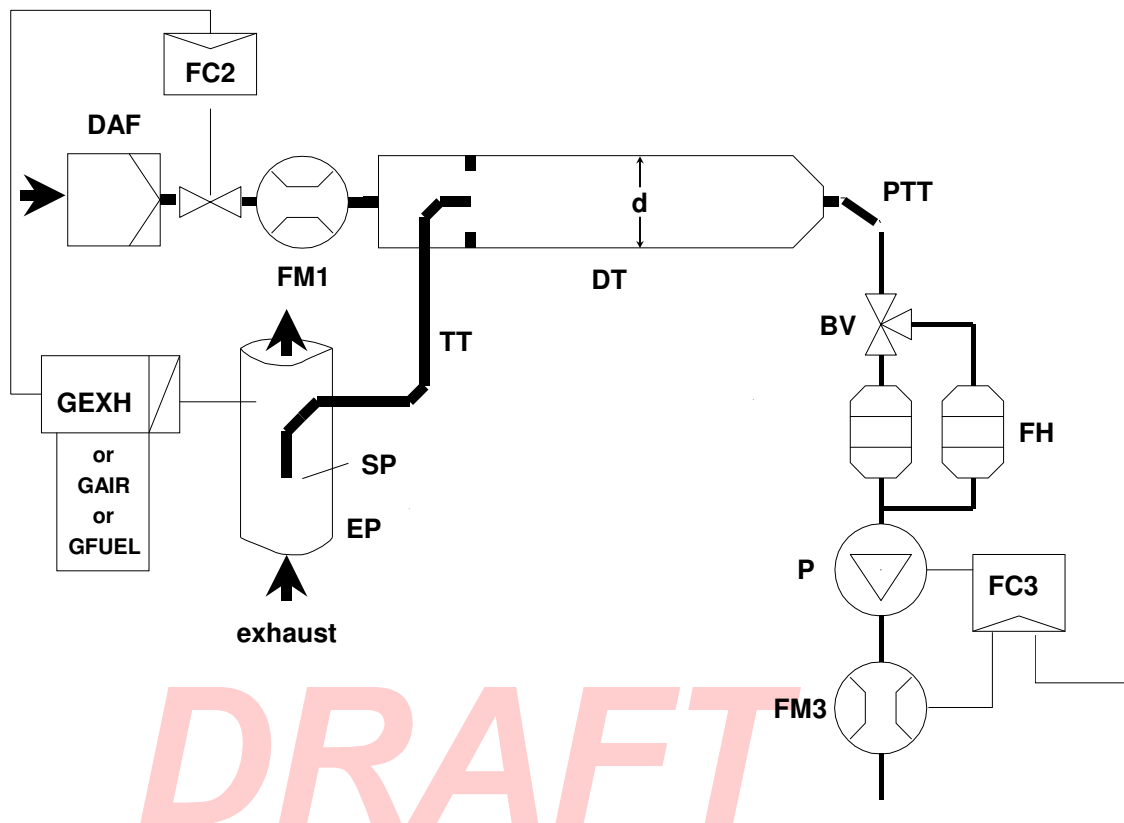 FC2
DAF
d
PTT
FM1
DT
BV
TT
GEXH
FH
or
GAIR
or
GFUEL
SP
EP
P
FC3
exhaust
FM3
DRAFT